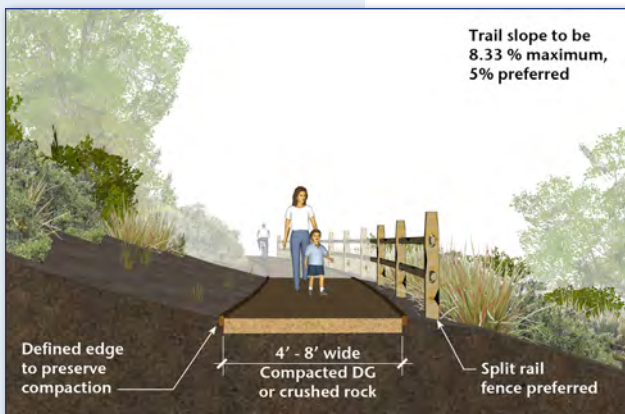 Trail slope to be
8.33 % maximum,
5% preferred
Defined edge
to preserve
compaction
4' - 8' wide
Compacted DG
or crushed rock
Split rail
fence preferred